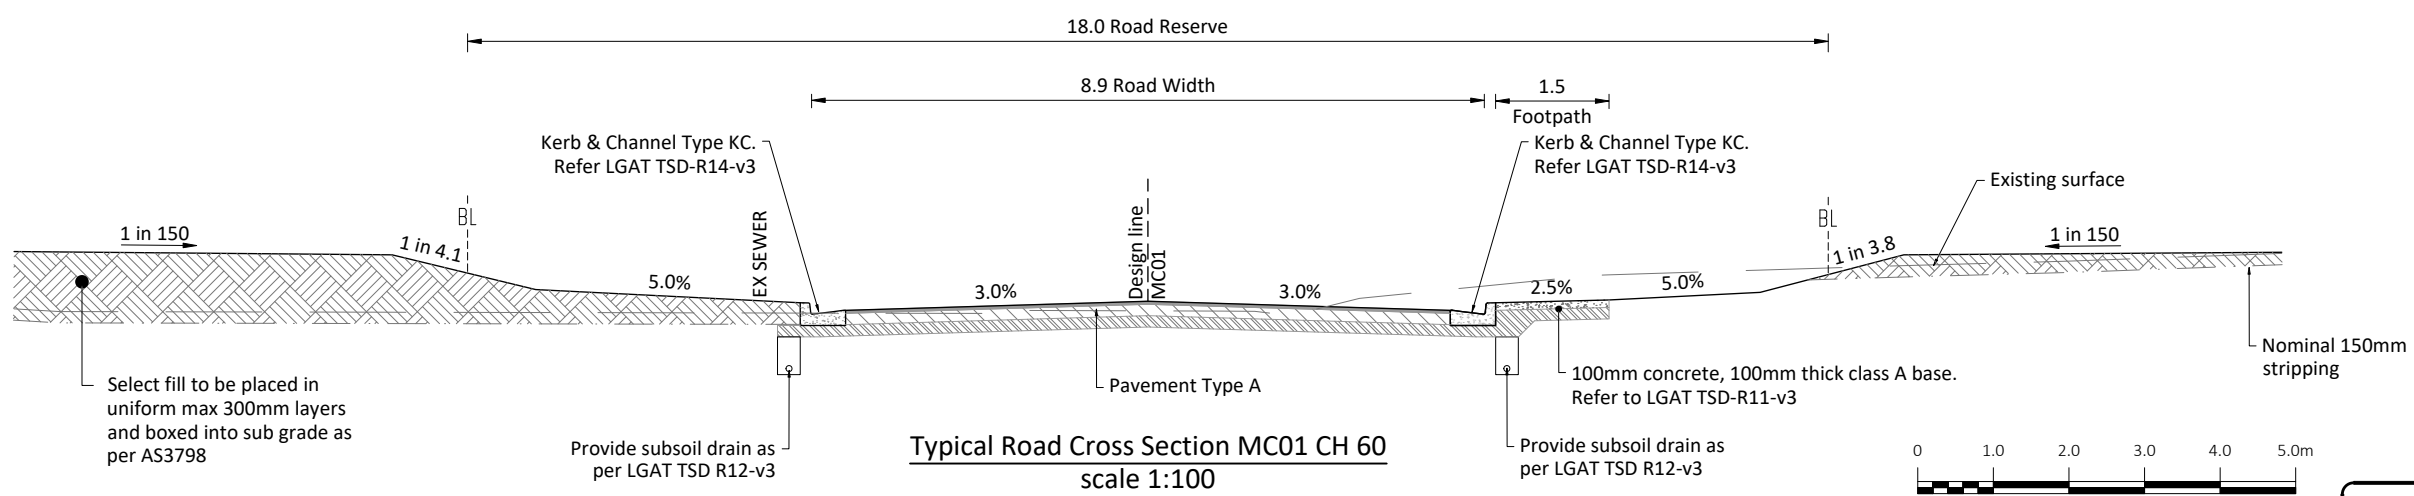 18.0 Road Reserve
8.9 Road Width
1.5
Footpath
Kerb & Channel Type KC.
Refer LGAT TSD-R14-v3
Kerb & Channel Type KC.
Refer LGAT TSD-R14-v3
Existing surface
BL
BL
EX SEWER
Design line
MC01
1 in 150
1 in 4.1
5.0%
3.0%
3.0%
2.5%
5.0%
1 in 3.8
1 in 150
Nominal 150mm
stripping
Select fill to be placed in
uniform max 300mm layers
and boxed into sub grade as
per AS3798
Pavement Type A
100mm concrete, 100mm thick class A base.
Refer to LGAT TSD-R11-v3
Provide subsoil drain as
per LGAT TSD R12-v3
Provide subsoil drain as
per LGAT TSD R12-v3
Typical Road Cross Section MC01 CH 60
scale 1:100
0 1.0 2.0 3.0 4.0 5.0m